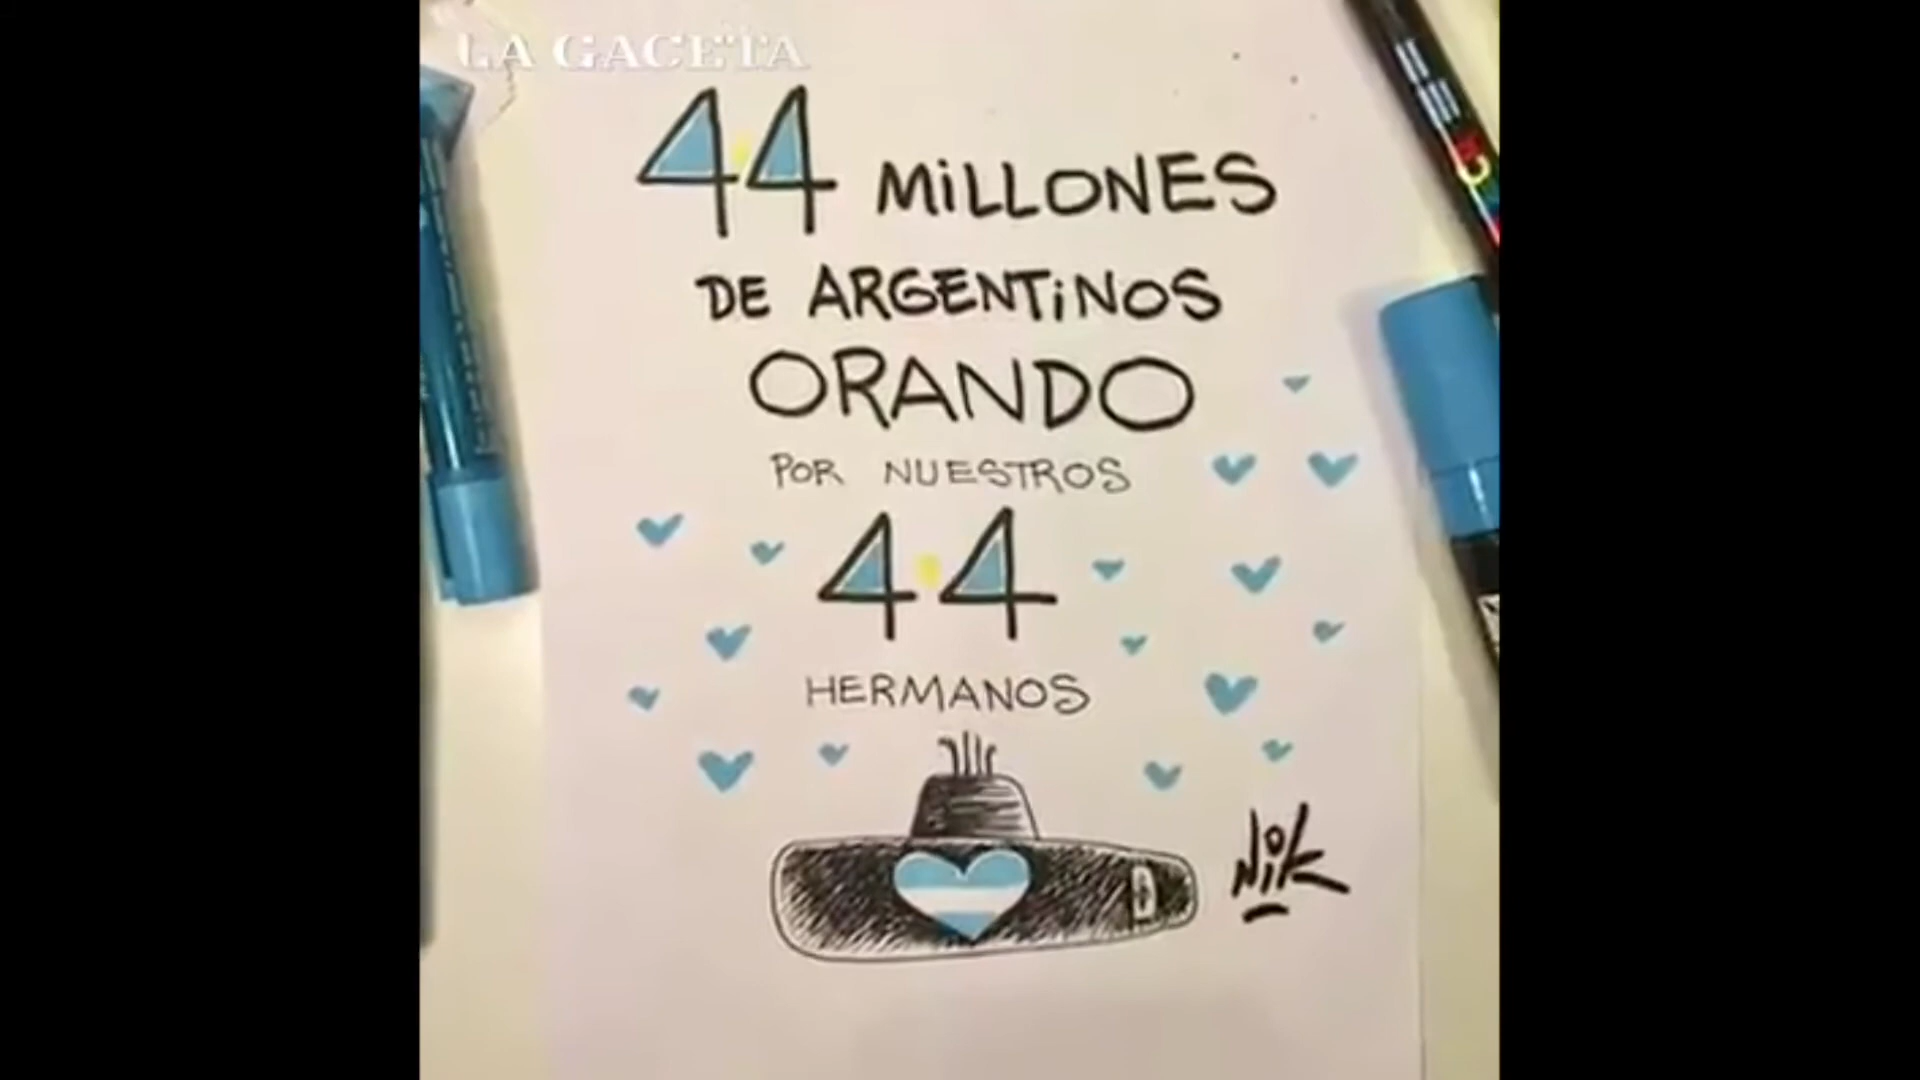 LA GACETA
44 MiLLONES
DE ARGENTiNOS
ORANDO
POR NUESTROS
44
HERMANOS
Nik